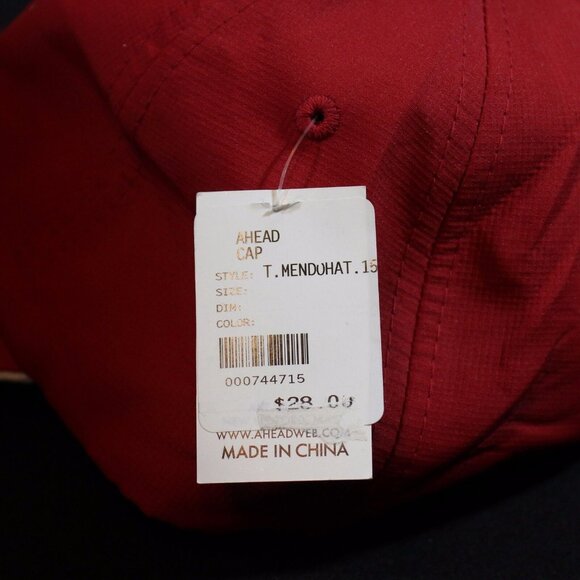 AHEAD
CAP
STYLE: T.MENDOHAT.15
SIZE:
DIM:
COLOR:
000744715
$28.00
WWW.AHEADWEB.COM
MADE IN CHINA